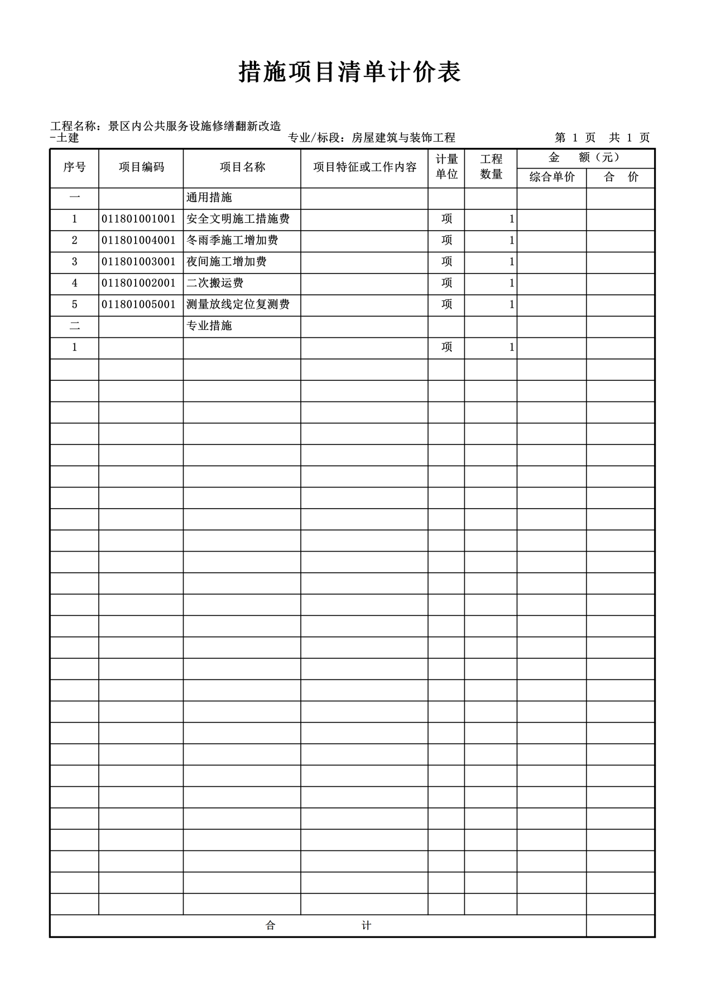 措施项目清单计价表
工程名称：景区内公共服务设施修缮翻新改造
-土建 专业/标段：房屋建筑与装饰工程 第 1 页 共 1 页
序号 项目编码 项目名称 项目特征或工作内容 计量单位 工程数量 金 额（元）
综合单价 合 价
一 通用措施
1 011801001001 安全文明施工措施费 项 1
2 011801004001 冬雨季施工增加费 项 1
3 011801003001 夜间施工增加费 项 1
4 011801002001 二次搬运费 项 1
5 011801005001 测量放线定位复测费 项 1
二 专业措施
1 项 1
合 计